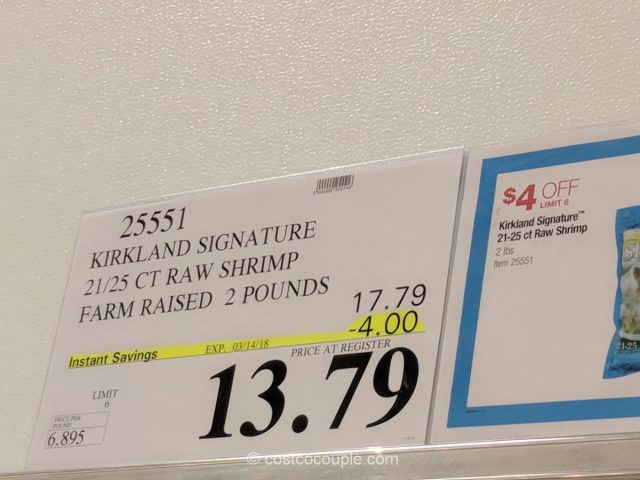 25551
KIRKLAND SIGNATURE
21/25 CT RAW SHRIMP
FARM RAISED 2 POUNDS
17.79
-4.00
Instant Savings EXP. 03/14/18
PRICE AT REGISTER
13.79
LIMIT
6
PRICE PER
POUND
6.895
$4 OFF
LIMIT 6
Kirkland Signature™
21-25 ct Raw Shrimp
2 lbs
Item 25551
© costcocouple.com